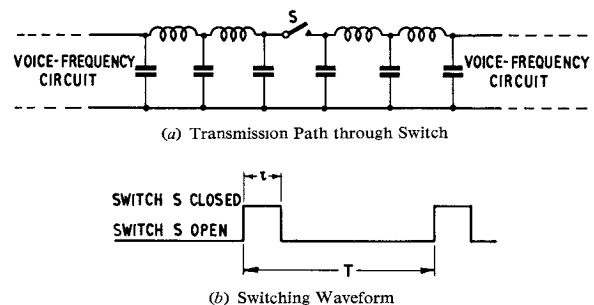 S
VOICE-FREQUENCY
CIRCUIT
VOICE-FREQUENCY
CIRCUIT
(a) Transmission Path through Switch
τ
SWITCH S CLOSED
SWITCH S OPEN
T
(b) Switching Waveform